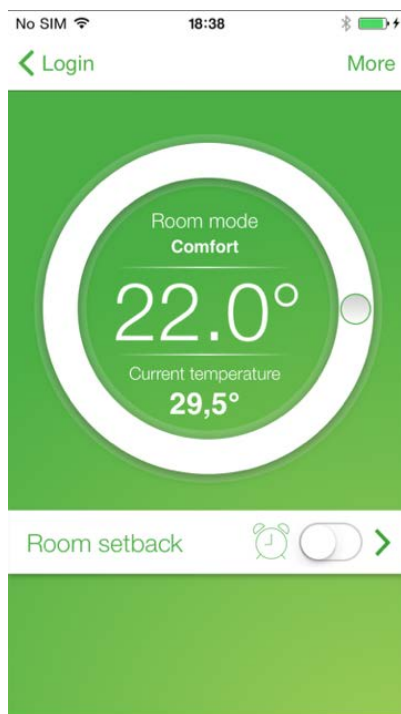 No SIM 18:38
Login More
Room mode
Comfort
22.0°
Current temperature
29,5°
Room setback